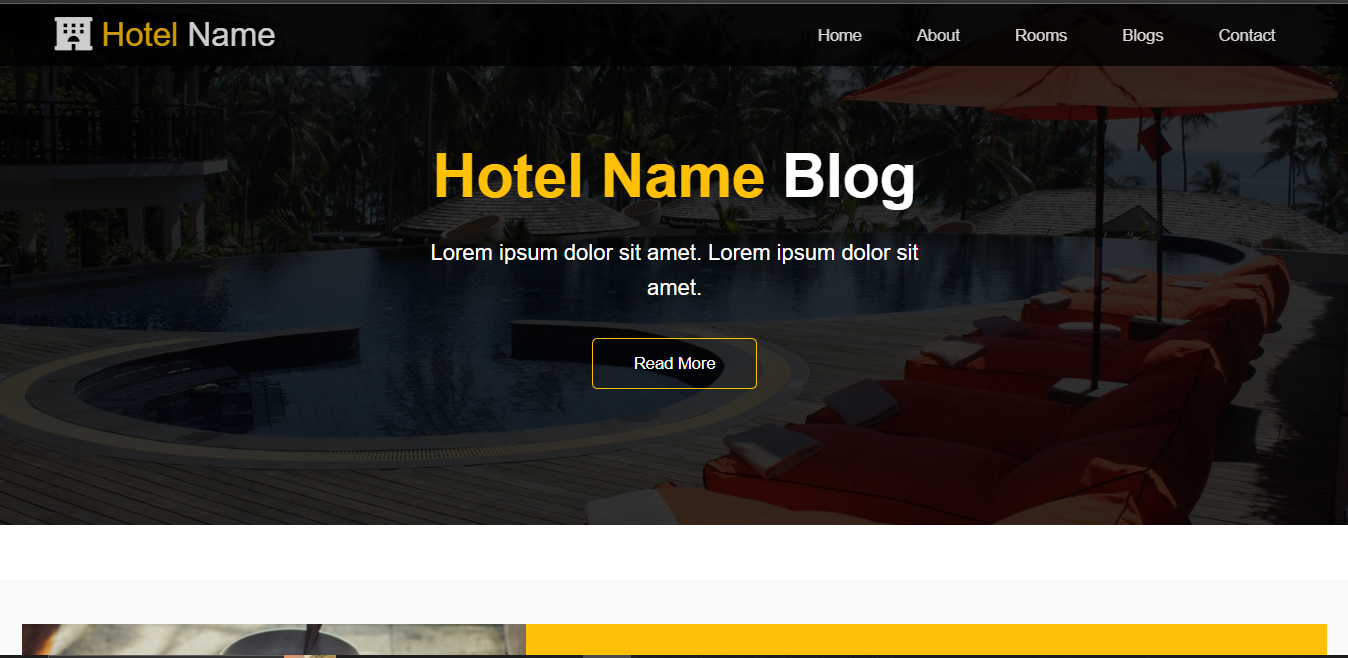 Hotel Name
Home About Rooms Blogs Contact
Hotel Name Blog
Lorem ipsum dolor sit amet. Lorem ipsum dolor sit
amet.
Read More